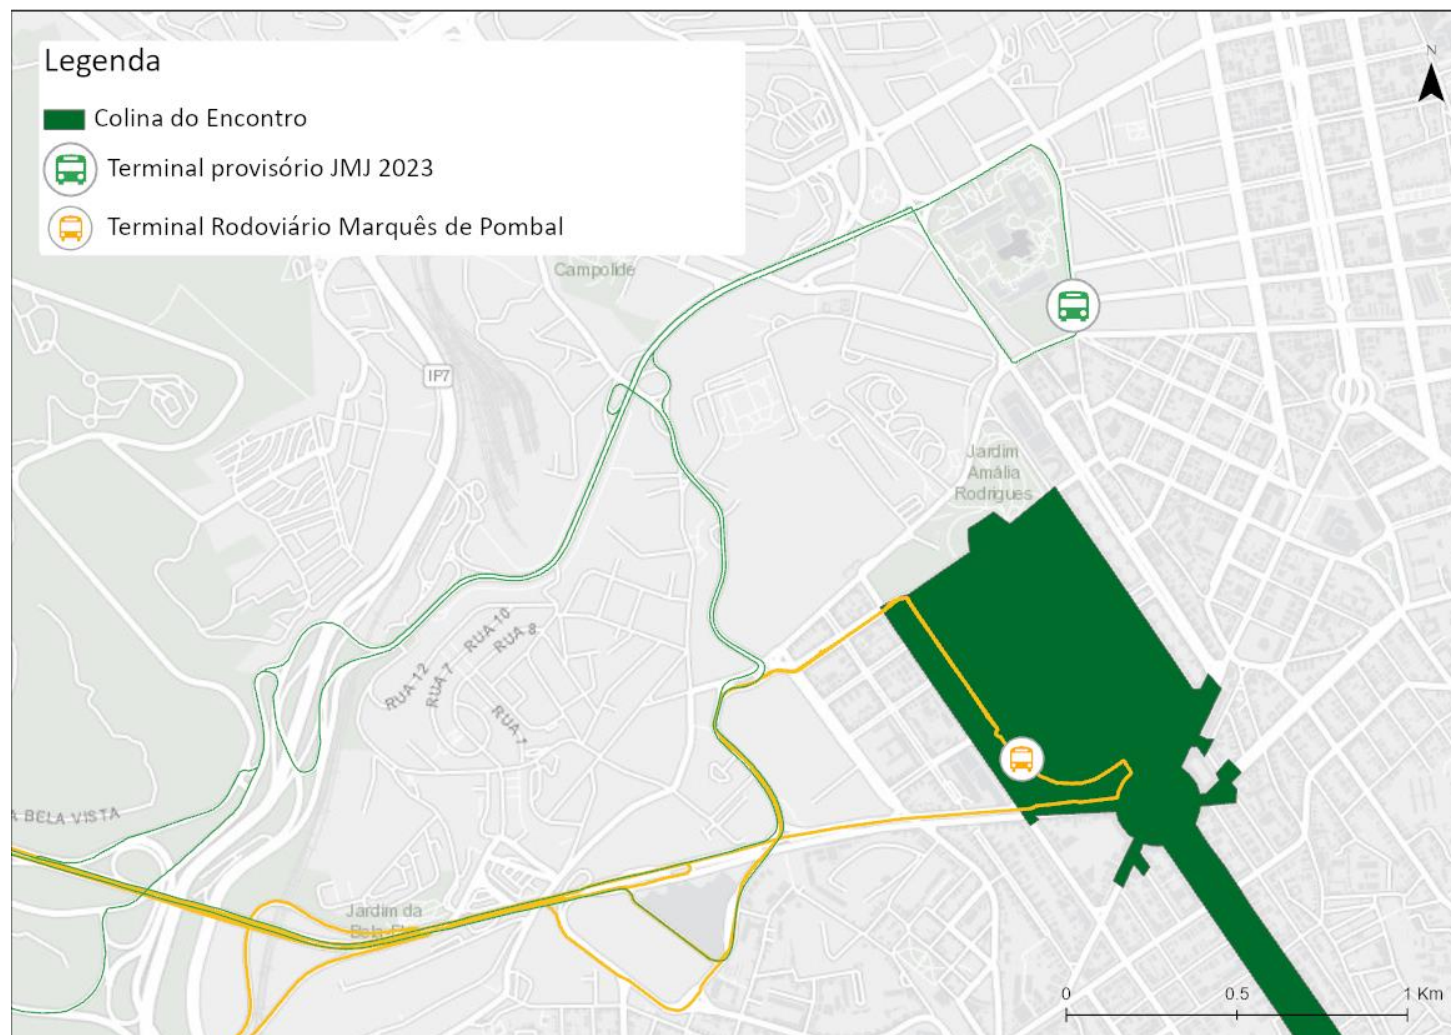 Legenda
Colina do Encontro
Terminal provisório JMJ 2023
Terminal Rodoviário Marquês de Pombal
N
Campolide
IP7
Jardim
Amália
Rodrigues
RUA 10
RUA 8
RUA 12
RUA 7
RUA 7
A BELA VISTA
Jardim da
0
0.5
1 Km